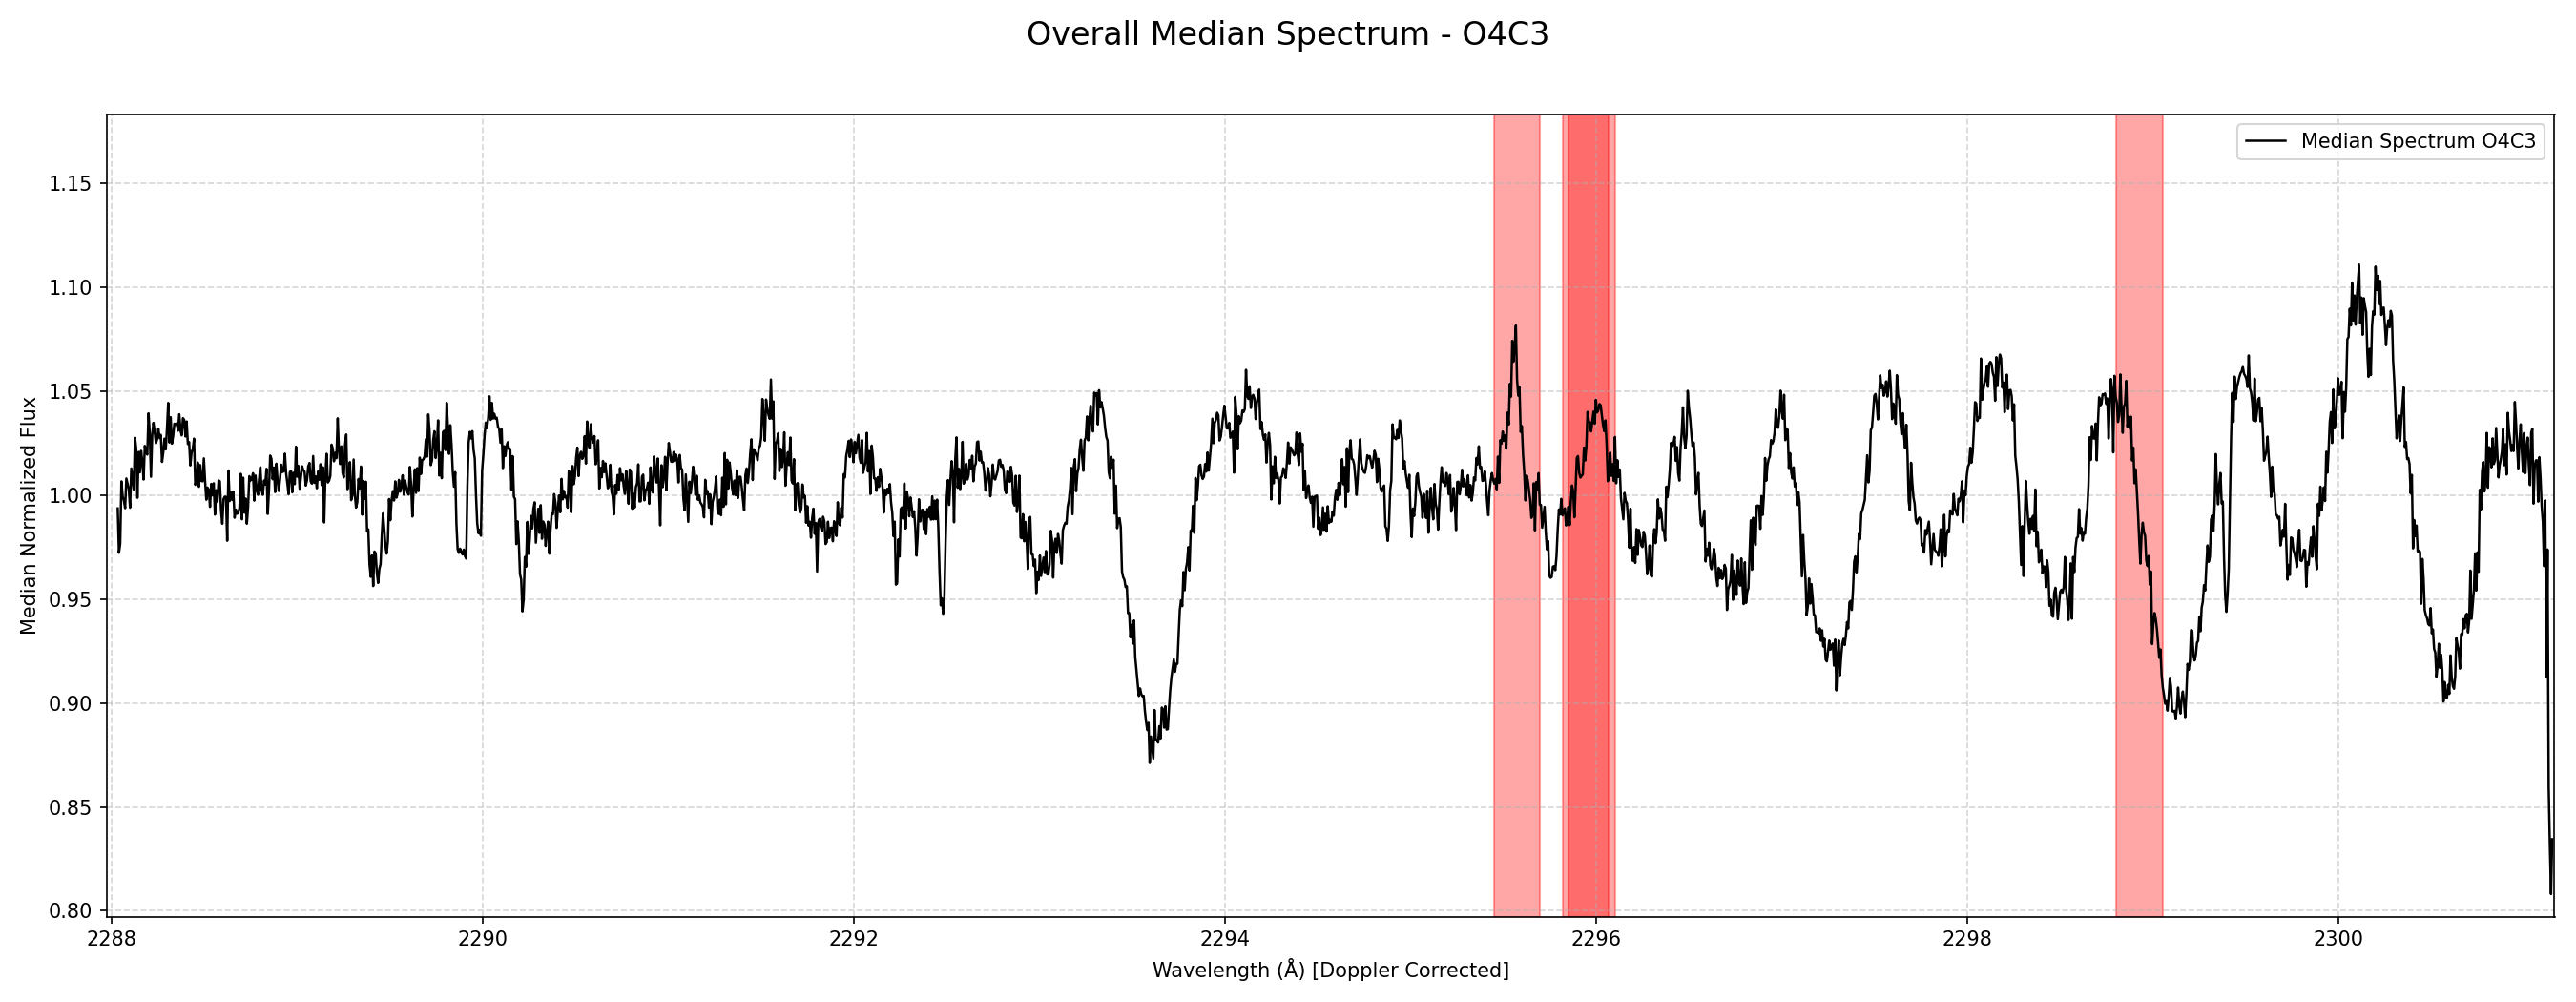 Overall Median Spectrum - O4C3
Median Spectrum O4C3
Median Normalized Flux
1.15
1.10
1.05
1.00
0.95
0.90
0.85
0.80
2288 2290 2292 2294 2296 2298 2300
Wavelength (Å) [Doppler Corrected]